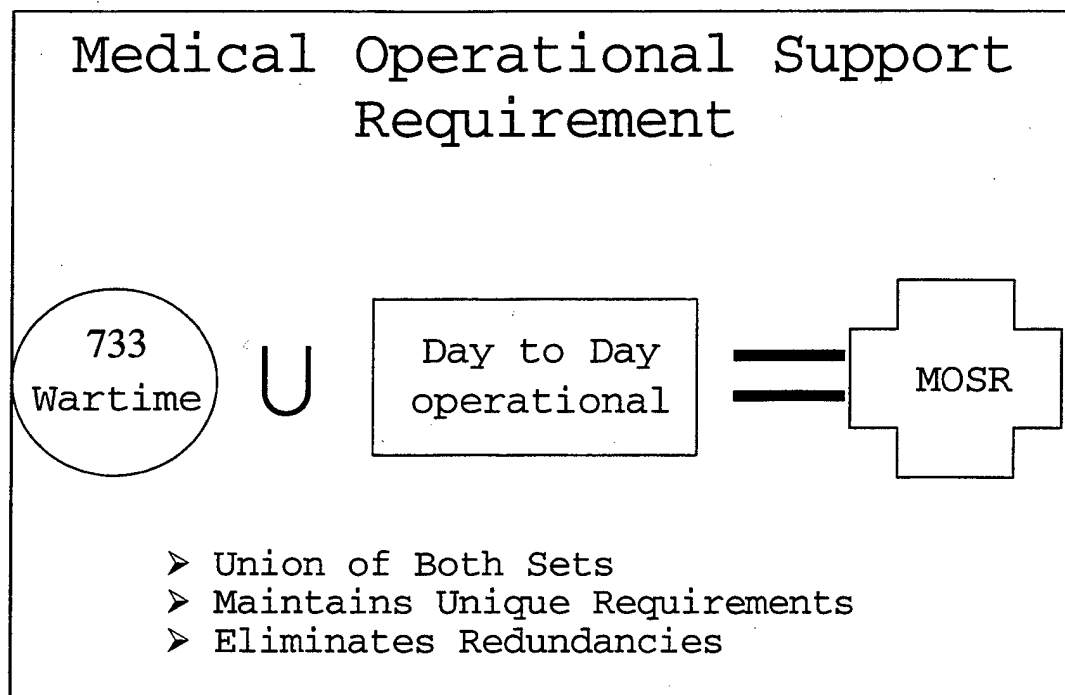 Medical Operational Support
Requirement
733
Wartime
∪
Day to Day
operational
=
MOSR
➢ Union of Both Sets
➢ Maintains Unique Requirements
➢ Eliminates Redundancies